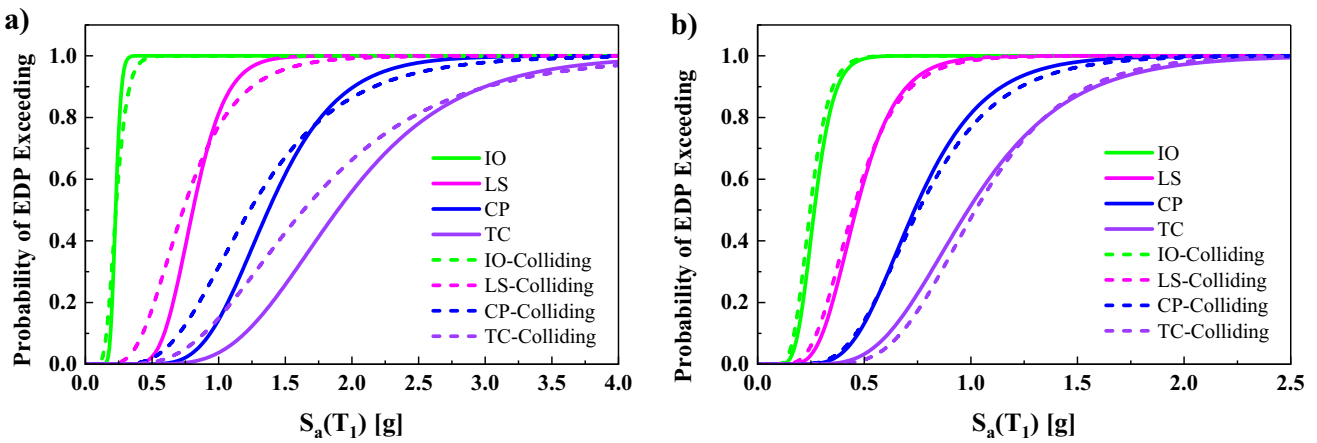 a)
Probability of EDP Exceeding
1.0
0.8
0.6
0.4
0.2
0.0
0.0 0.5 1.0 1.5 2.0 2.5 3.0 3.5 4.0
Sa(T1) [g]
IO
LS
CP
TC
IO-Colliding
LS-Colliding
CP-Colliding
TC-Colliding
b)
Probability of EDP Exceeding
1.0
0.8
0.6
0.4
0.2
0.0
0.0 0.5 1.0 1.5 2.0 2.5
Sa(T1) [g]
IO
LS
CP
TC
IO-Colliding
LS-Colliding
CP-Colliding
TC-Colliding